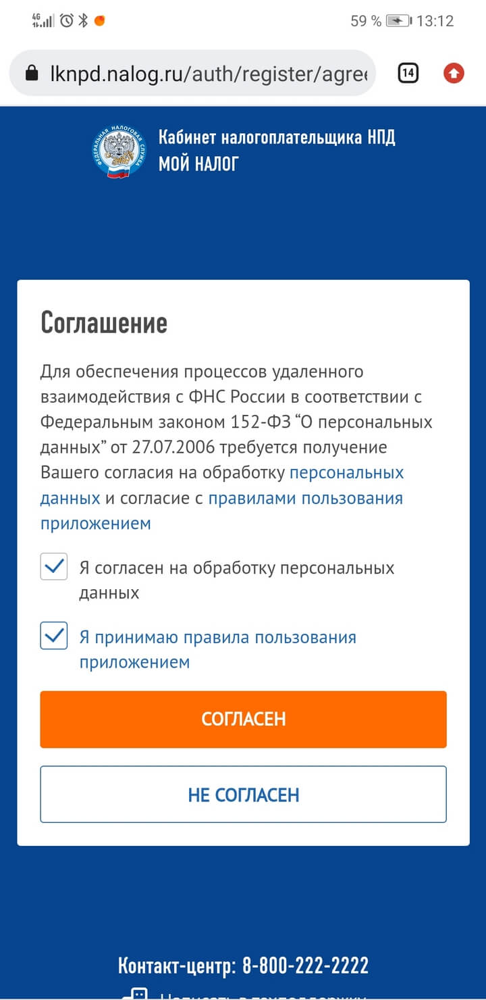 4G
59 % 13:12
lknpd.nalog.ru/auth/register/agree
14
ФЕДЕРАЛЬНАЯ НАЛОГОВАЯ СЛУЖБА
Кабинет налогоплательщика НПД
МОЙ НАЛОГ
Соглашение
Для обеспечения процессов удаленного
взаимодействия с ФНС России в соответствии с
Федеральным законом 152-ФЗ “О персональных
данных” от 27.07.2006 требуется получение
Вашего согласия на обработку персональных
данных и согласие с правилами пользования
приложением
Я согласен на обработку персональных
данных
Я принимаю правила пользования
приложением
СОГЛАСЕН
НЕ СОГЛАСЕН
Контакт-центр: 8-800-222-2222
Написать в техподдержку